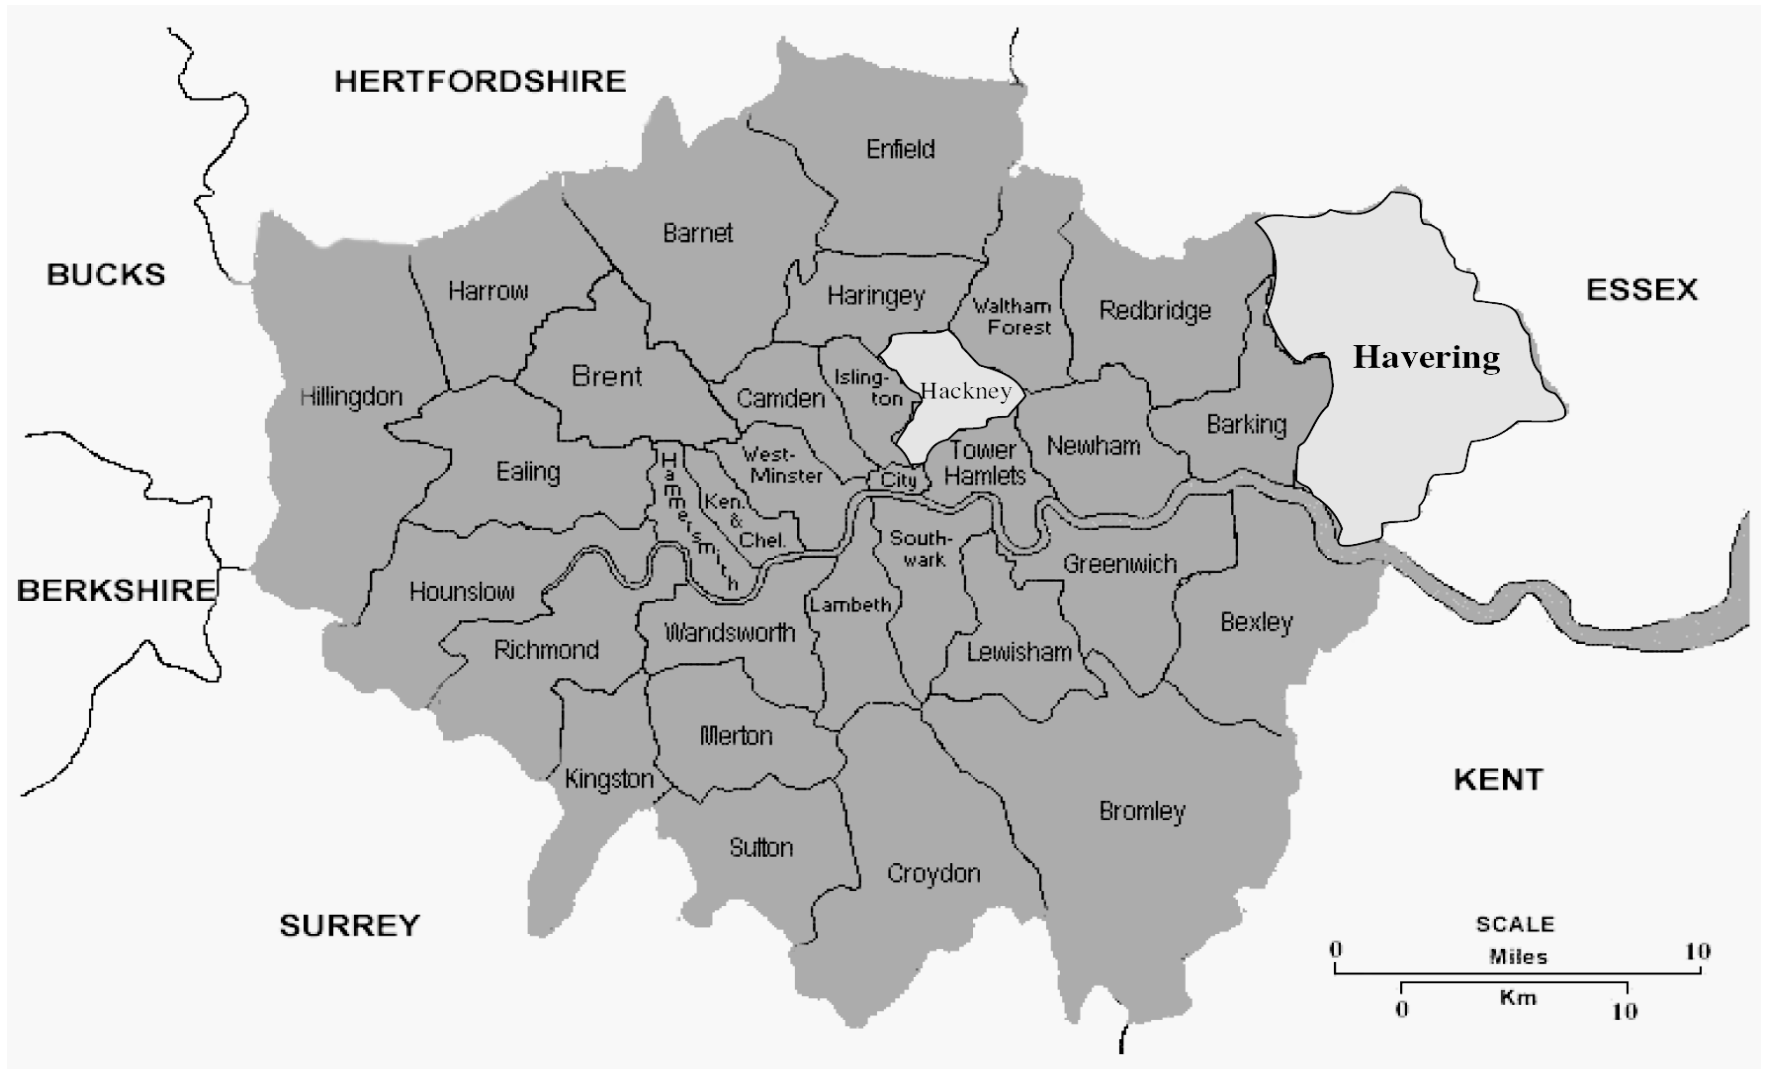 HERTFORDSHIRE
Enfield
Barnet
BUCKS
ESSEX
Harrow
Haringey
Waltham
Forest
Redbridge
Havering
Brent
Hillingdon
Camden
Isling-
ton
Hackney
Barking
Ealing
Hammersmith
West-
Minster
City
Tower
Hamlets
Newham
Ken.
&
Chel.
South-
wark
Greenwich
BERKSHIRE
Hounslow
Lambeth
Bexley
Richmond
Wandsworth
Lewisham
Merton
Kingston
KENT
Bromley
Sutton
Croydon
SURREY
SCALE
0 Miles 10
Km
0 10